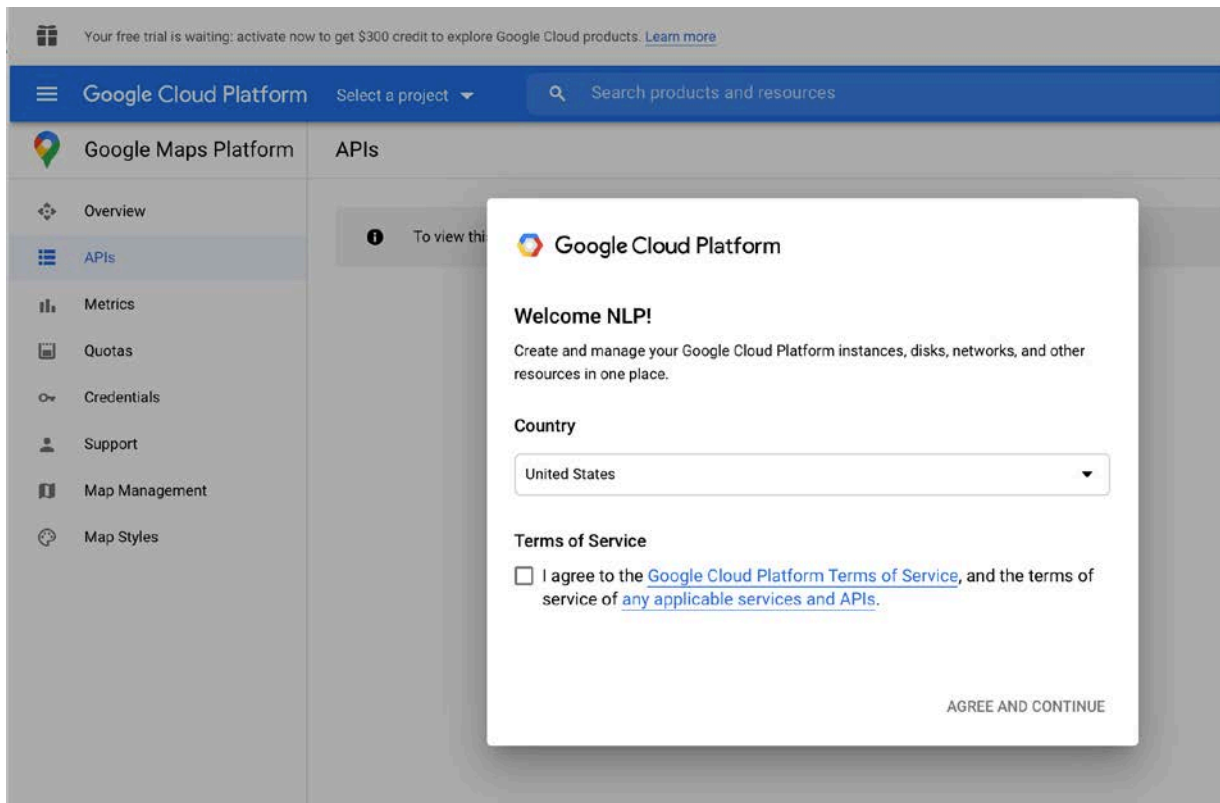 Your free trial is waiting: activate now to get $300 credit to explore Google Cloud products. Learn more
Google Cloud Platform Select a project Search products and resources
Google Maps Platform APIs
Overview
To view thi
APIs
Metrics
Quotas
Credentials
Support
Map Management
Map Styles
Google Cloud Platform
Welcome NLP!
Create and manage your Google Cloud Platform instances, disks, networks, and other
resources in one place.
Country
United States
Terms of Service
I agree to the Google Cloud Platform Terms of Service, and the terms of
service of any applicable services and APIs.
AGREE AND CONTINUE